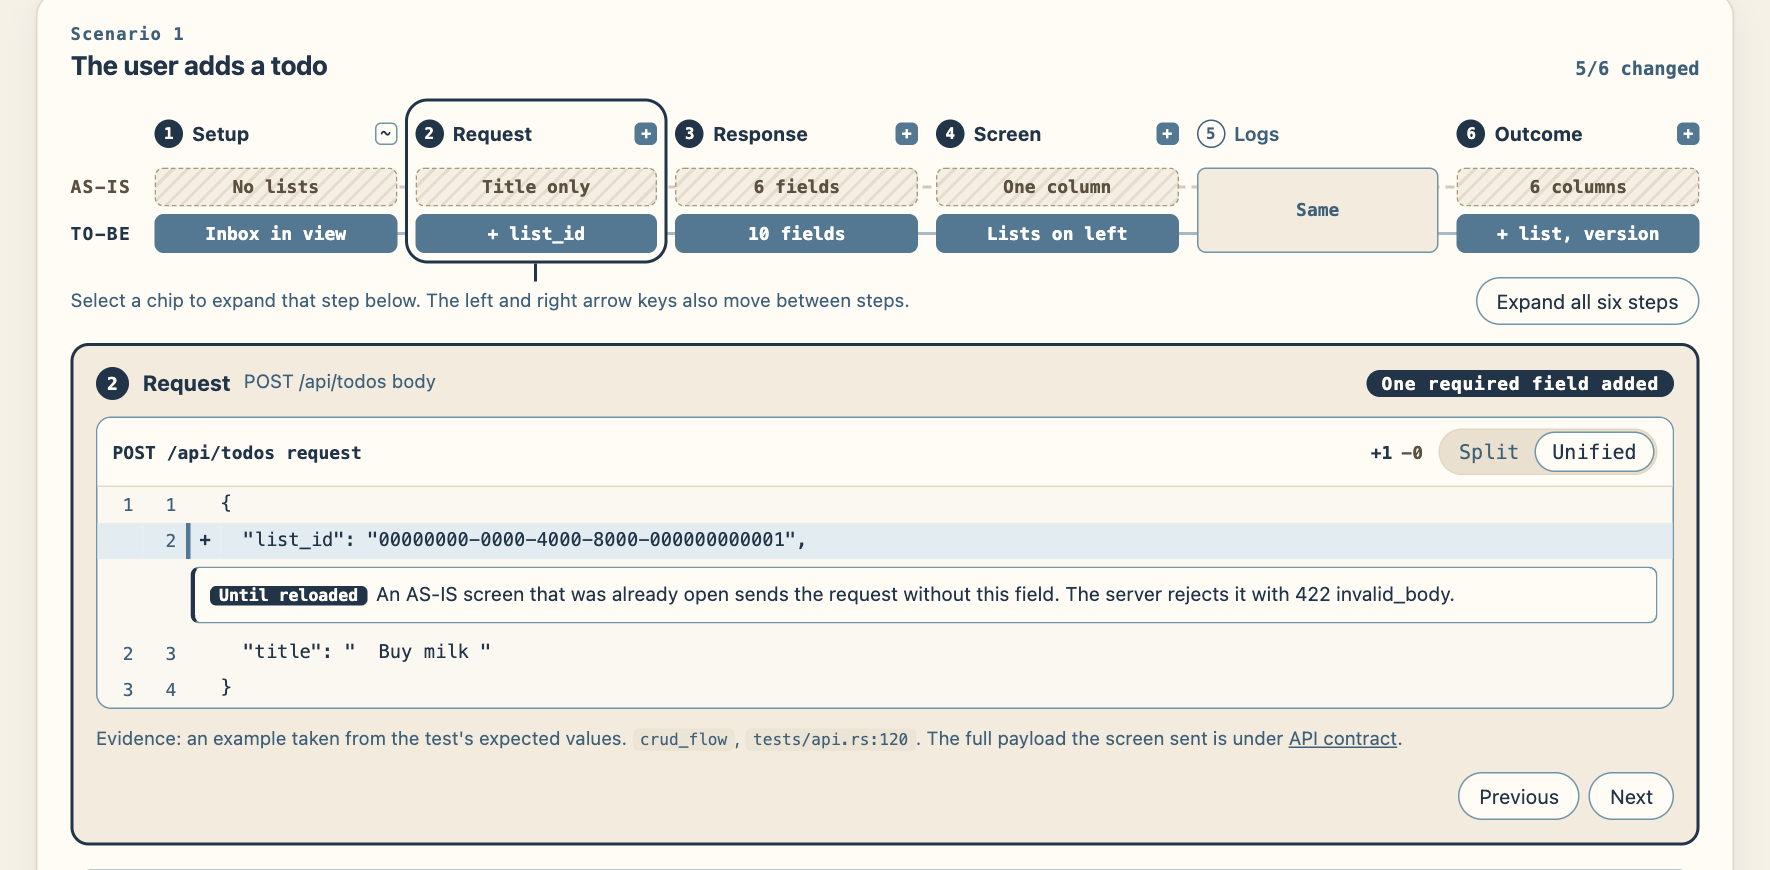 Scenario 1
The user adds a todo
5/6 changed
1 Setup ~
2 Request +
3 Response +
4 Screen +
5 Logs
6 Outcome +
AS-IS No lists Title only 6 fields One column Same 6 columns
TO-BE Inbox in view + list_id 10 fields Lists on left + list, version
Select a chip to expand that step below. The left and right arrow keys also move between steps.
Expand all six steps
2 Request POST /api/todos body
One required field added
POST /api/todos request
+1 −0 Split Unified
1 1 {
2 + "list_id": "00000000-0000-4000-8000-000000000001",
Until reloaded An AS-IS screen that was already open sends the request without this field. The server rejects it with 422 invalid_body.
2 3 "title": "  Buy milk "
3 4 }
Evidence: an example taken from the test's expected values. crud_flow, tests/api.rs:120. The full payload the screen sent is under API contract.
Previous Next